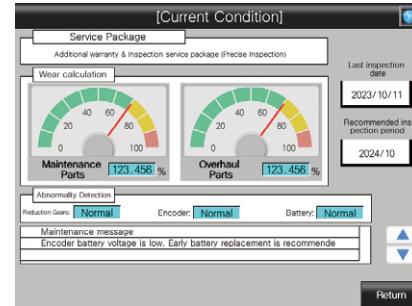 [Current Condition]
Service Package
Additional warranty & Inspection service package (Precise Inspection)
Wear calculation
0
20
40
60
80
100
Maintenance
Parts
123.456 %
0
20
40
60
80
100
Overhaul
Parts
123.456 %
Last inspection
date
2023/10/11
Recommended ins
pection period
2024/10
Abnormality Detection
Reduction Gears: Normal
Encoder: Normal
Battery: Normal
Maintenance message
Encoder battery voltage is low. Early battery replacement is recommende
Return